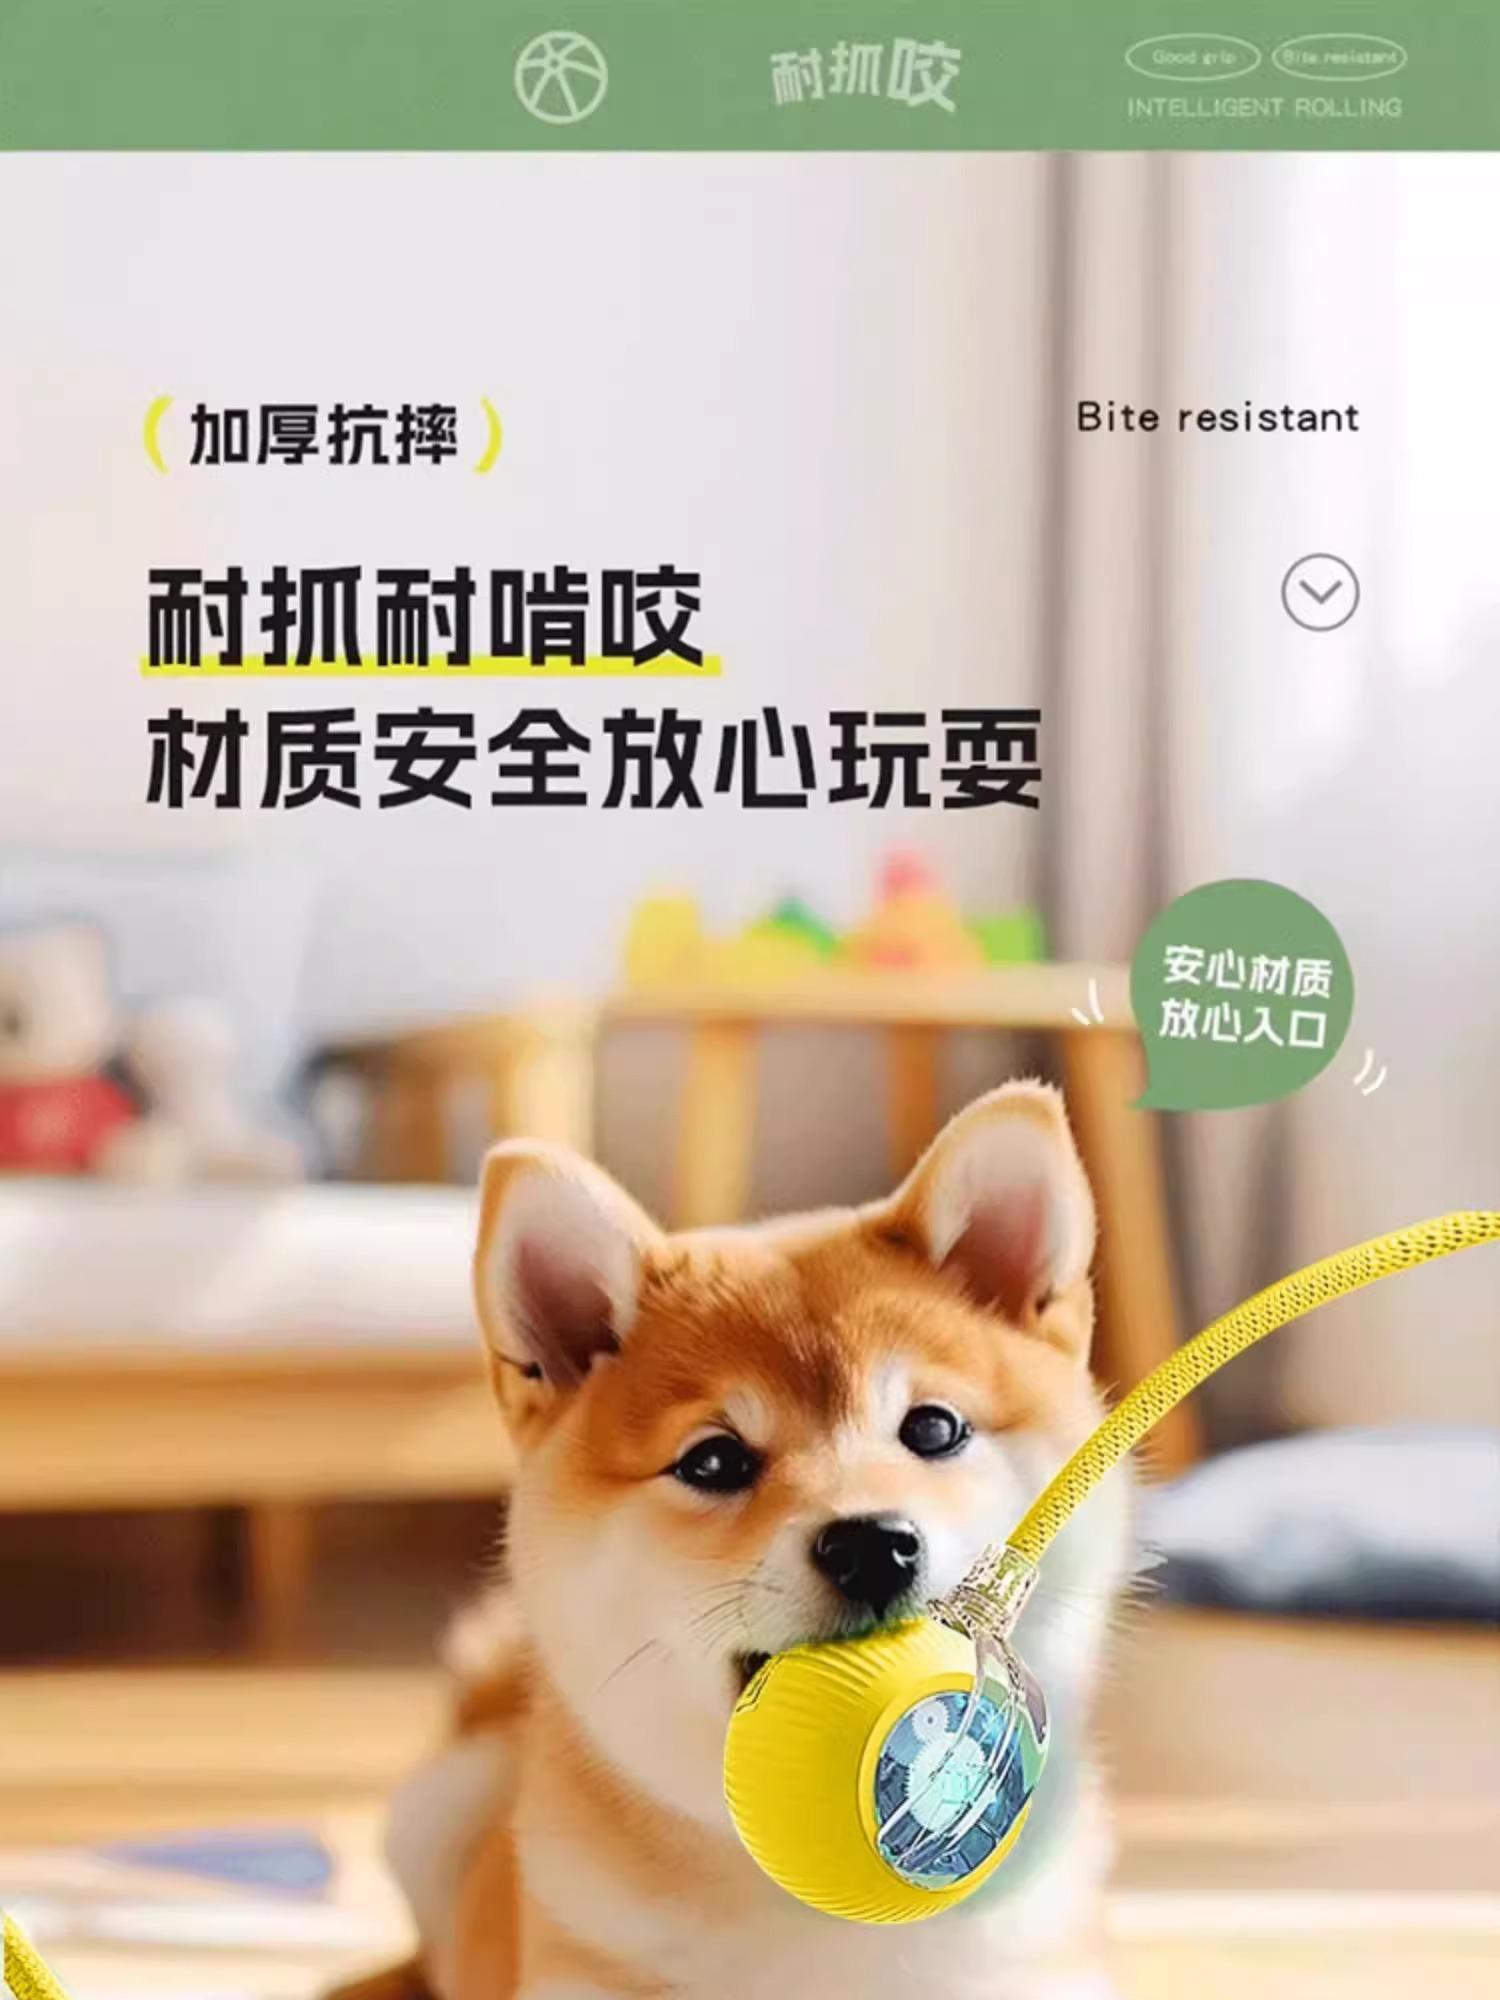 耐抓咬
Good grip
Bite resistant
INTELLIGENT ROLLING
(加厚抗摔)
Bite resistant
耐抓耐啃咬
材质安全放心玩耍
安心材质
放心入口